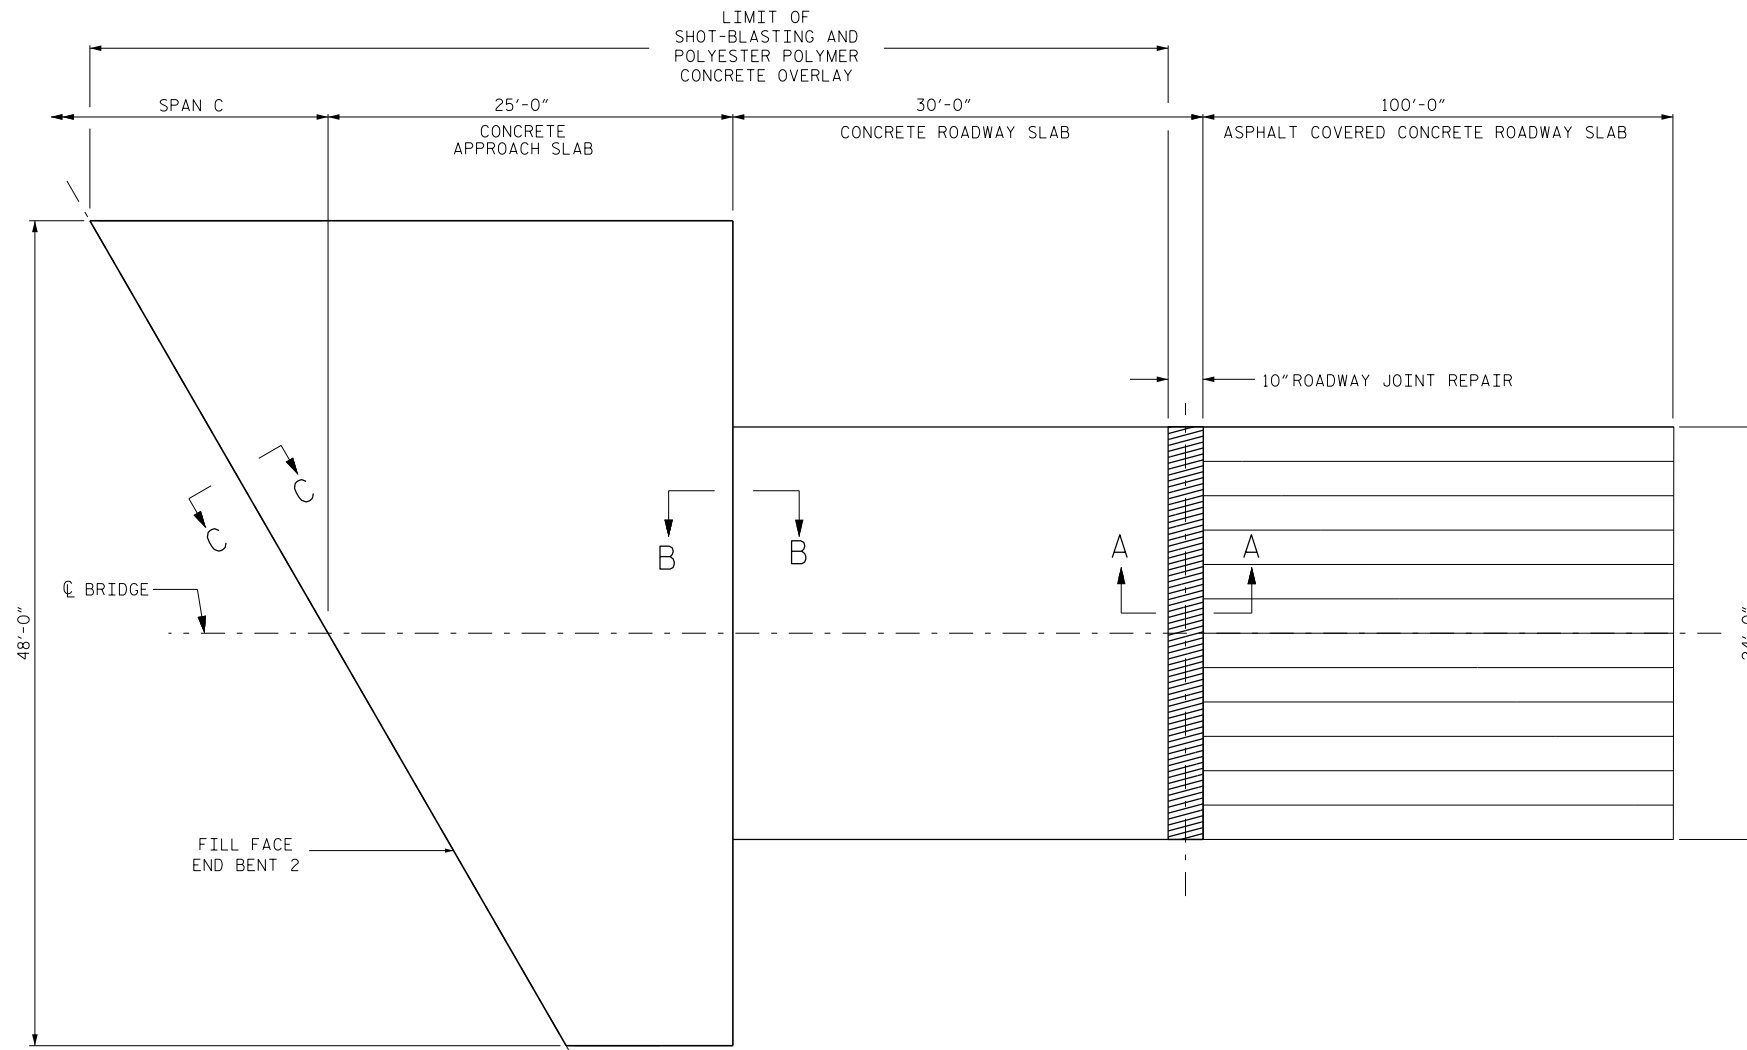 LIMIT OF
SHOT-BLASTING AND
POLYESTER POLYMER
CONCRETE OVERLAY
SPAN C
25'-0"
30'-0"
100'-0"
CONCRETE
APPROACH SLAB
CONCRETE ROADWAY SLAB
ASPHALT COVERED CONCRETE ROADWAY SLAB
10" ROADWAY JOINT REPAIR
C
C
B
B
A
A
℄ BRIDGE
48'-0"
24'-0"
FILL FACE
END BENT 2